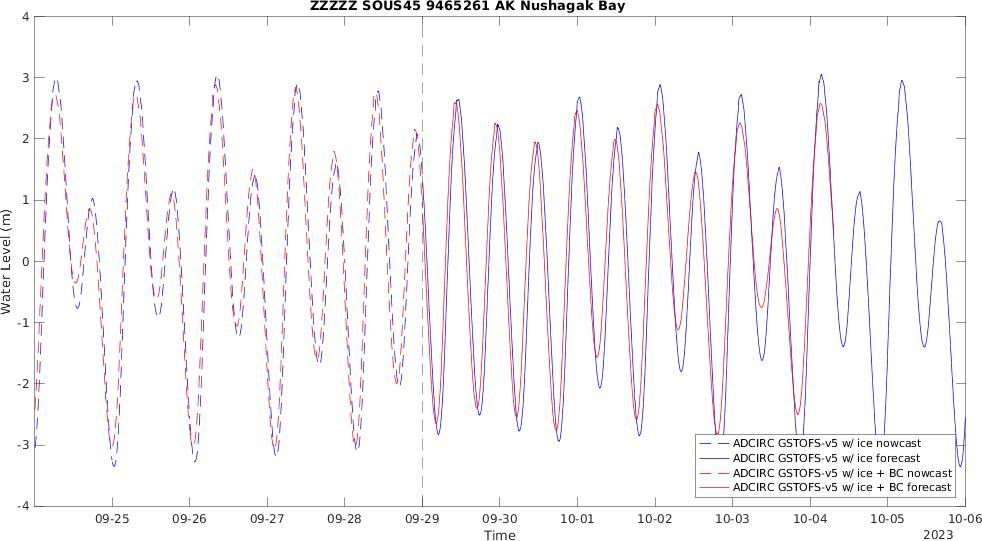 ZZZZZ SOUS45 9465261 AK Nushagak Bay
4
3
2
1
0
-1
-2
-3
-4
Water Level (m)
09-25 09-26 09-27 09-28 09-29 09-30 10-01 10-02 10-03 10-04 10-05 10-06
Time
2023
ADCIRC GSTOFS-v5 w/ ice nowcast
ADCIRC GSTOFS-v5 w/ ice forecast
ADCIRC GSTOFS-v5 w/ ice + BC nowcast
ADCIRC GSTOFS-v5 w/ ice + BC forecast